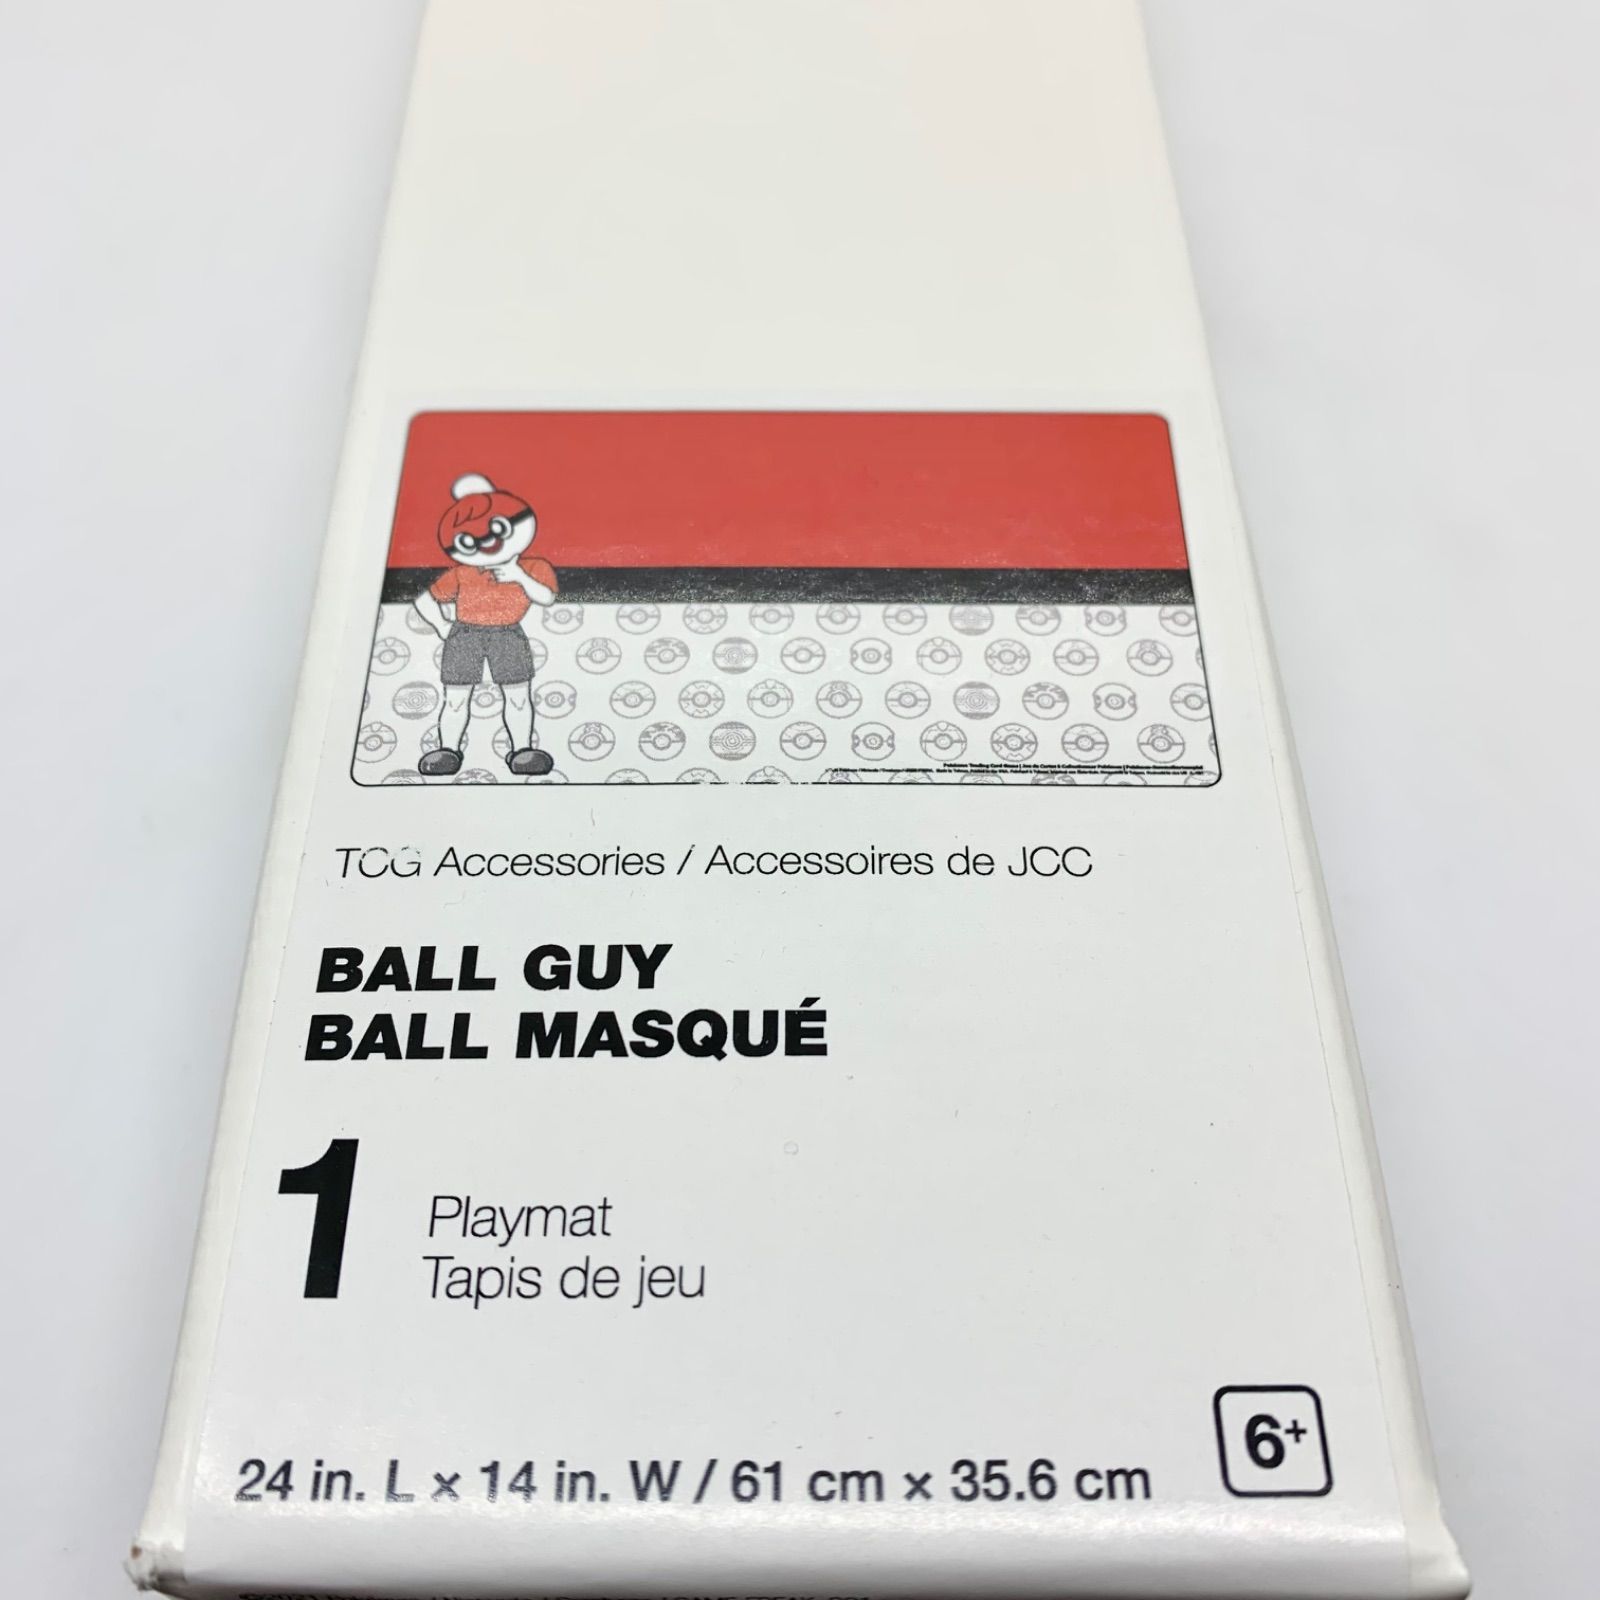 TCG Accessories / Accessoires de JCC
BALL GUY
BALL MASQUÉ
1
Playmat
Tapis de jeu
6+
24 in. L x 14 in. W / 61 cm x 35.6 cm